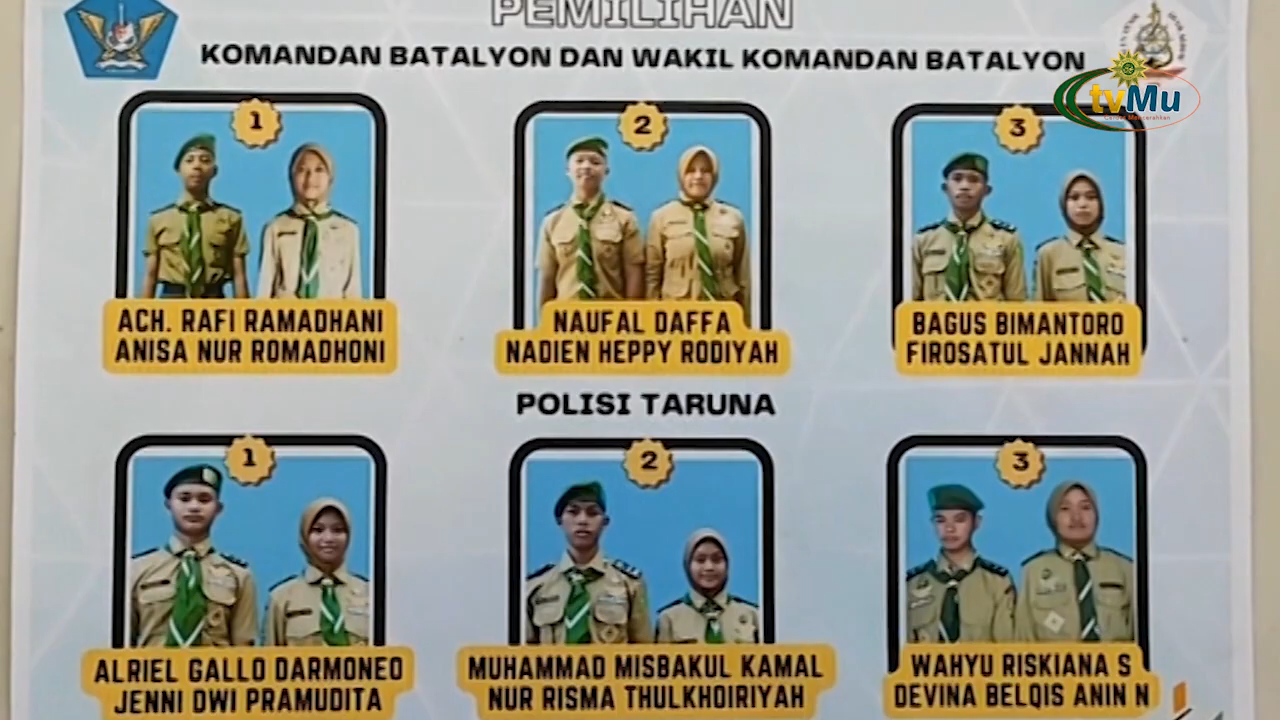 PEMILIHAN
KOMANDAN BATALYON DAN WAKIL KOMANDAN BATALYON
tvMu
1
2
3
ACH. RAFI RAMADHANI
ANISA NUR ROMADHONI
NAUFAL DAFFA
NADIEN HEPPY RODIYAH
BAGUS BIMANTORO
FIROSATUL JANNAH
POLISI TARUNA
1
2
3
ALRIEL GALLO DARMONEO
JENNI DWI PRAMUDITA
MUHAMMAD MISBAKUL KAMAL
NUR RISMA THULKHOIRIYAH
WAHYU RISKIANA S
DEVINA BELQIS ANIN N